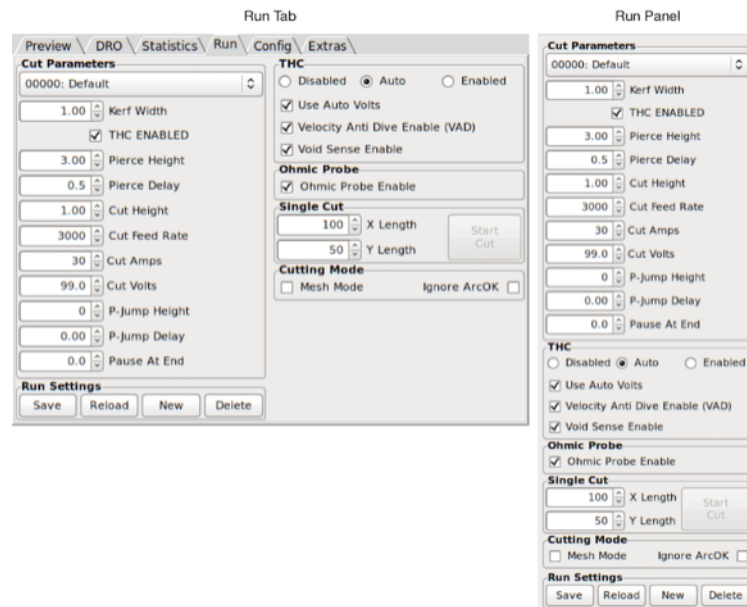 Run Tab
Preview DRO Statistics Run Config Extras
Cut Parameters
00000: Default
1.00 Kerf Width
THC ENABLED
3.00 Pierce Height
0.5 Pierce Delay
1.00 Cut Height
3000 Cut Feed Rate
30 Cut Amps
99.0 Cut Volts
0 P-Jump Height
0.00 P-Jump Delay
0.0 Pause At End
Run Settings
Save Reload New Delete
THC
Disabled Auto Enabled
Use Auto Volts
Velocity Anti Dive Enable (VAD)
Void Sense Enable
Ohmic Probe
Ohmic Probe Enable
Single Cut
100 X Length
50 Y Length
Start
Cut
Cutting Mode
Mesh Mode Ignore ArcOK
Run Panel
Cut Parameters
00000: Default
1.00 Kerf Width
THC ENABLED
3.00 Pierce Height
0.5 Pierce Delay
1.00 Cut Height
3000 Cut Feed Rate
30 Cut Amps
99.0 Cut Volts
0 P-Jump Height
0.00 P-Jump Delay
0.0 Pause At End
THC
Disabled Auto Enabled
Use Auto Volts
Velocity Anti Dive Enable (VAD)
Void Sense Enable
Ohmic Probe
Ohmic Probe Enable
Single Cut
100 X Length
50 Y Length
Start
Cut
Cutting Mode
Mesh Mode Ignore ArcOK
Run Settings
Save Reload New Delete